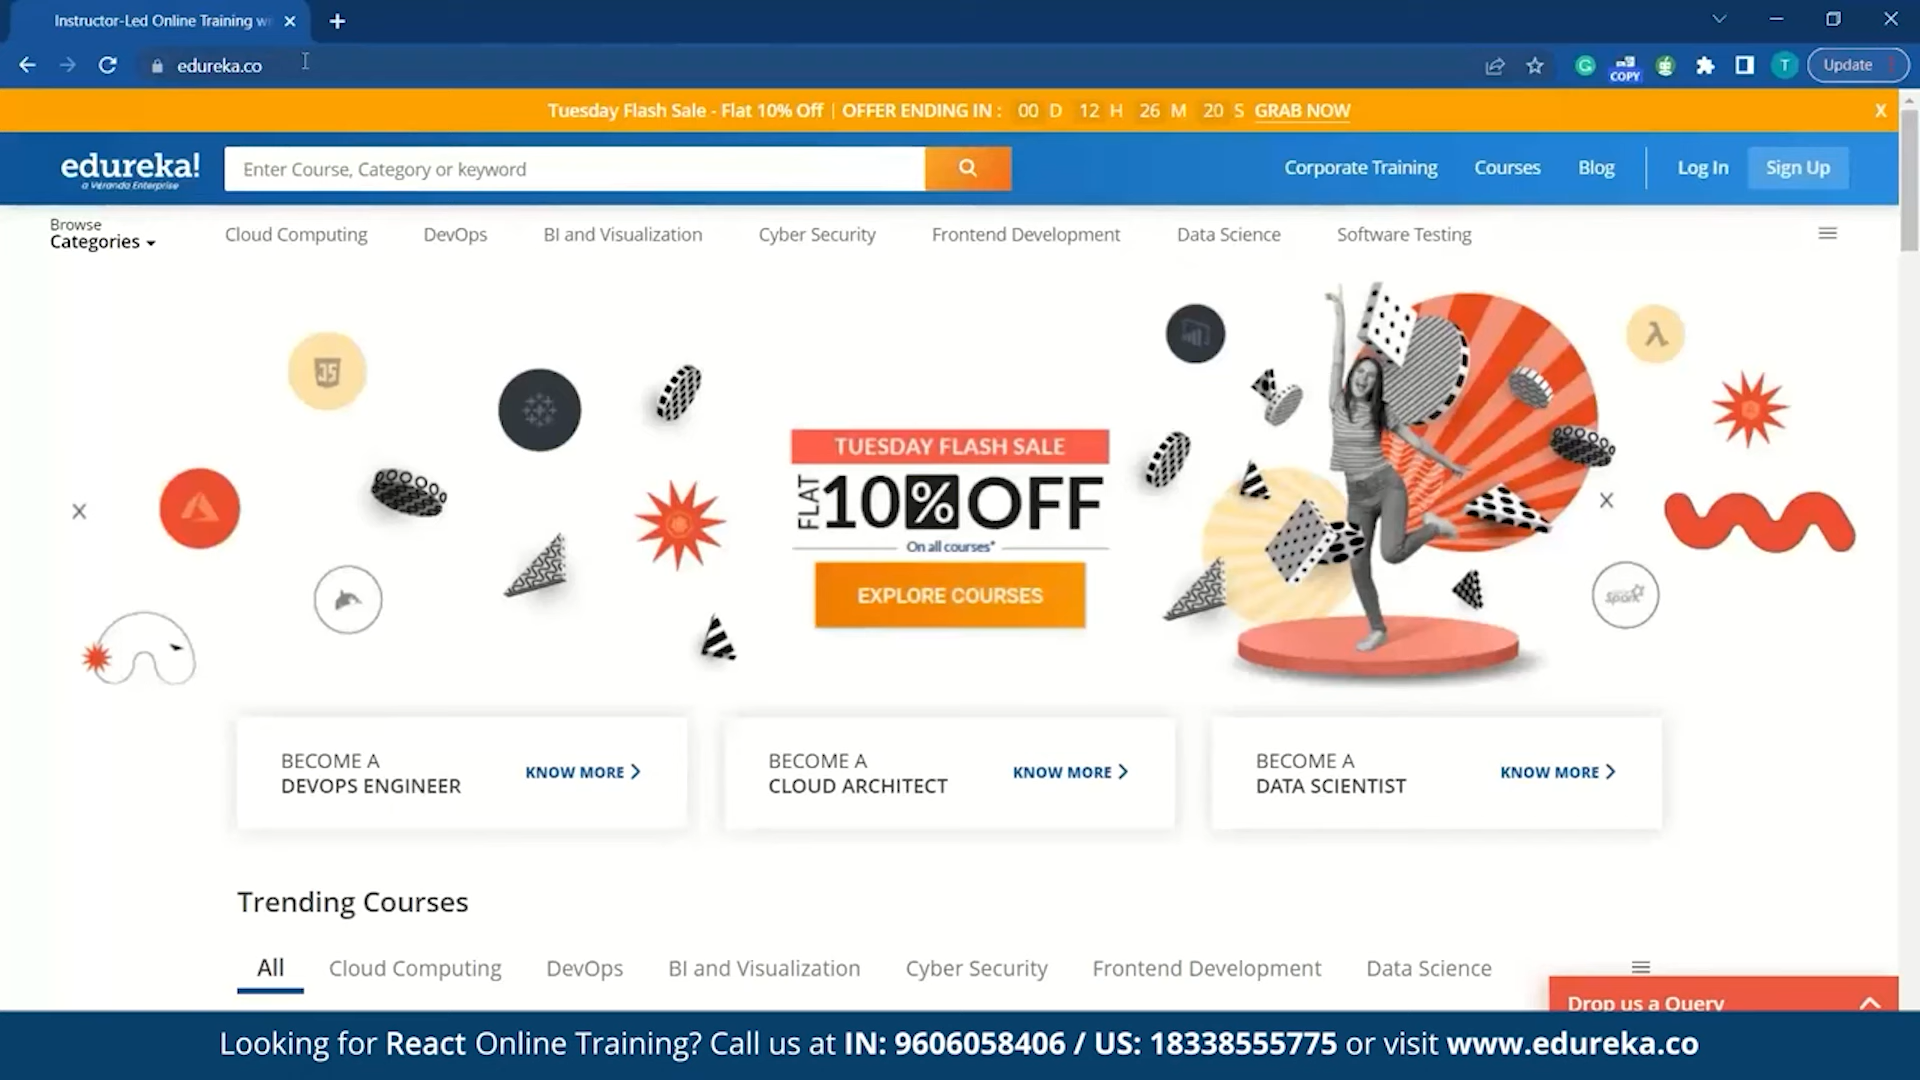 Instructor-Led Online Training w
edureka.co
COPY
T
Update
Tuesday Flash Sale - Flat 10% Off | OFFER ENDING IN : 00 D 12 H 26 M 20 S GRAB NOW X
edureka!
a Veranda Enterprise
Enter Course, Category or keyword
Corporate Training Courses Blog Log In Sign Up
Browse
Categories
Cloud Computing DevOps BI and Visualization Cyber Security Frontend Development Data Science Software Testing
JS
λ
TUESDAY FLASH SALE
FLAT 10% OFF
On all courses*
EXPLORE COURSES
Spark
BECOME A
DEVOPS ENGINEER
KNOW MORE
BECOME A
CLOUD ARCHITECT
KNOW MORE
BECOME A
DATA SCIENTIST
KNOW MORE
Trending Courses
All Cloud Computing DevOps BI and Visualization Cyber Security Frontend Development Data Science
Drop us a Query
Looking for React Online Training? Call us at IN: 9606058406 / US: 18338555775 or visit www.edureka.co